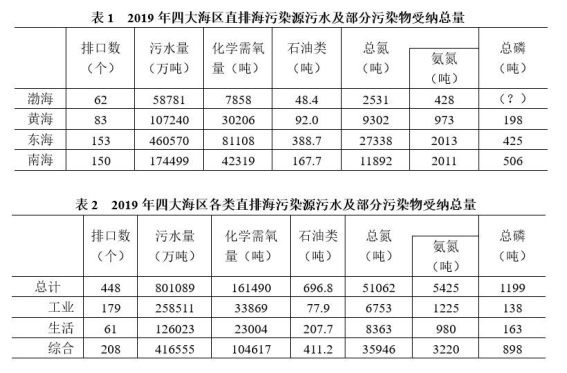 表 1 2019 年四大海区直排海污染源污水及部分污染物受纳总量
排口数（个） 污水量（万吨） 化学需氧量（吨） 石油类（吨） 总氮（吨） 氨氮（吨） 总磷（吨）
渤海 62 58781 7858 48.4 2531 428 （？）
黄海 83 107240 30206 92.0 9302 973 198
东海 153 460570 81108 388.7 27338 2013 425
南海 150 174499 42319 167.7 11892 2011 506
表 2 2019 年四大海区各类直排海污染源污水及部分污染物受纳总量
排口数（个） 污水量（万吨） 化学需氧量（吨） 石油类（吨） 总氮（吨） 氨氮（吨） 总磷（吨）
总计 448 801089 161490 696.8 51062 5425 1199
工业 179 258511 33869 77.9 6753 1225 138
生活 61 126023 23004 207.7 8363 980 163
综合 208 416555 104617 411.2 35946 3220 898